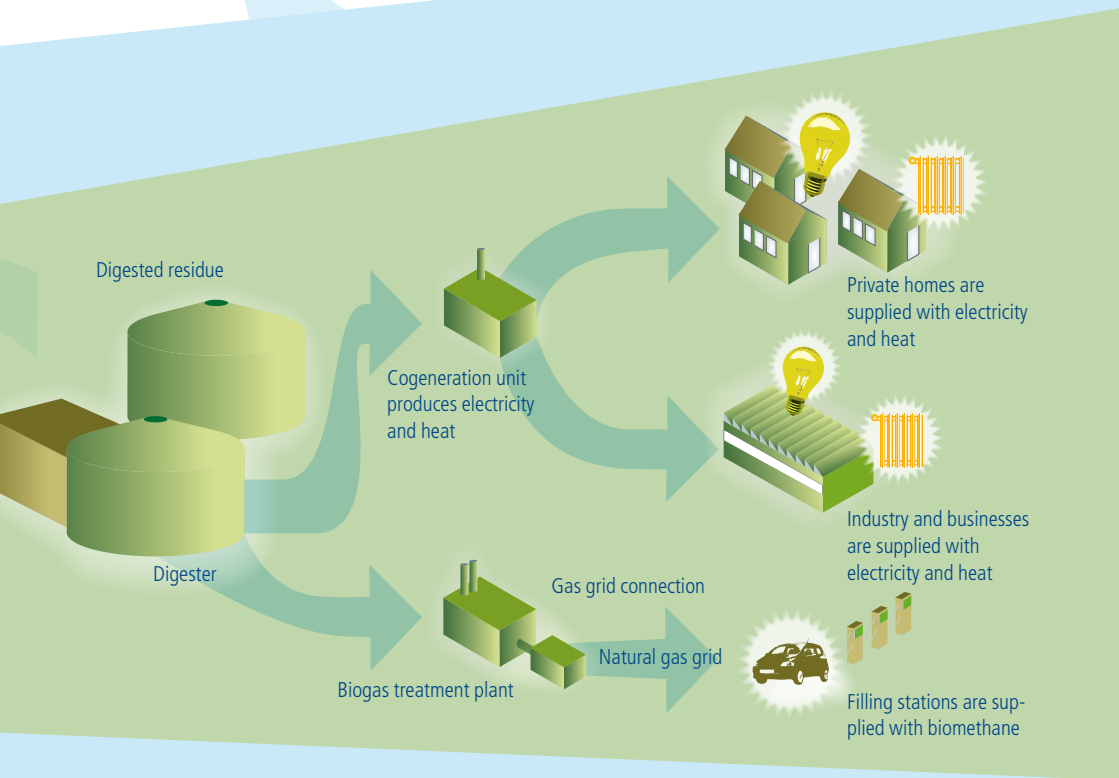 Digested residue
Digester
Cogeneration unit
produces electricity
and heat
Private homes are
supplied with electricity
and heat
Industry and businesses
are supplied with
electricity and heat
Biogas treatment plant
Gas grid connection
Natural gas grid
Filling stations are sup-
plied with biomethane